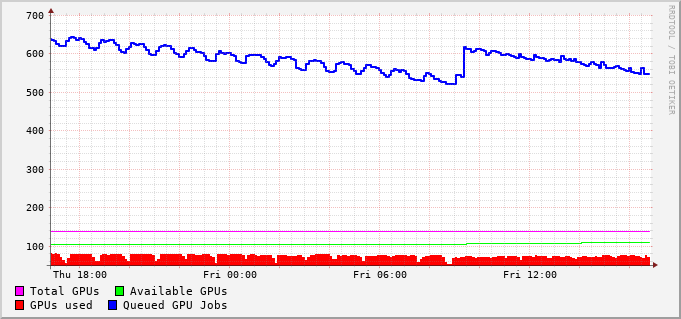 700
600
500
400
300
200
100
Thu 18:00 Fri 00:00 Fri 06:00 Fri 12:00
Total GPUs Available GPUs
GPUs used Queued GPU Jobs
RRDTOOL / TOBI OETIKER